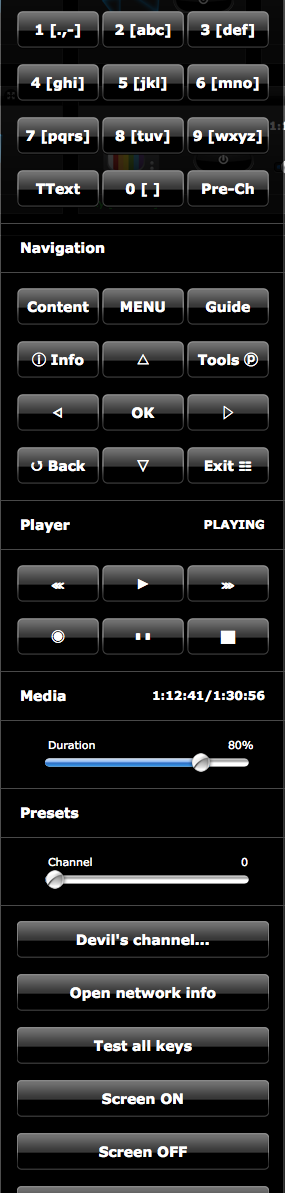 1 [.,-] 2 [abc] 3 [def]
4 [ghi] 5 [jkl] 6 [mno]
7 [pqrs] 8 [tuv] 9 [wxyz]
TText 0 [ ] Pre-Ch
Navigation
Content MENU Guide
ⓘ Info △ Tools ⓟ
◁ OK ▷
↺ Back ▽ Exit ☷
Player PLAYING
Media 1:12:41/1:30:56
Duration 80%
Presets
Channel 0
Devil's channel...
Open network info
Test all keys
Screen ON
Screen OFF